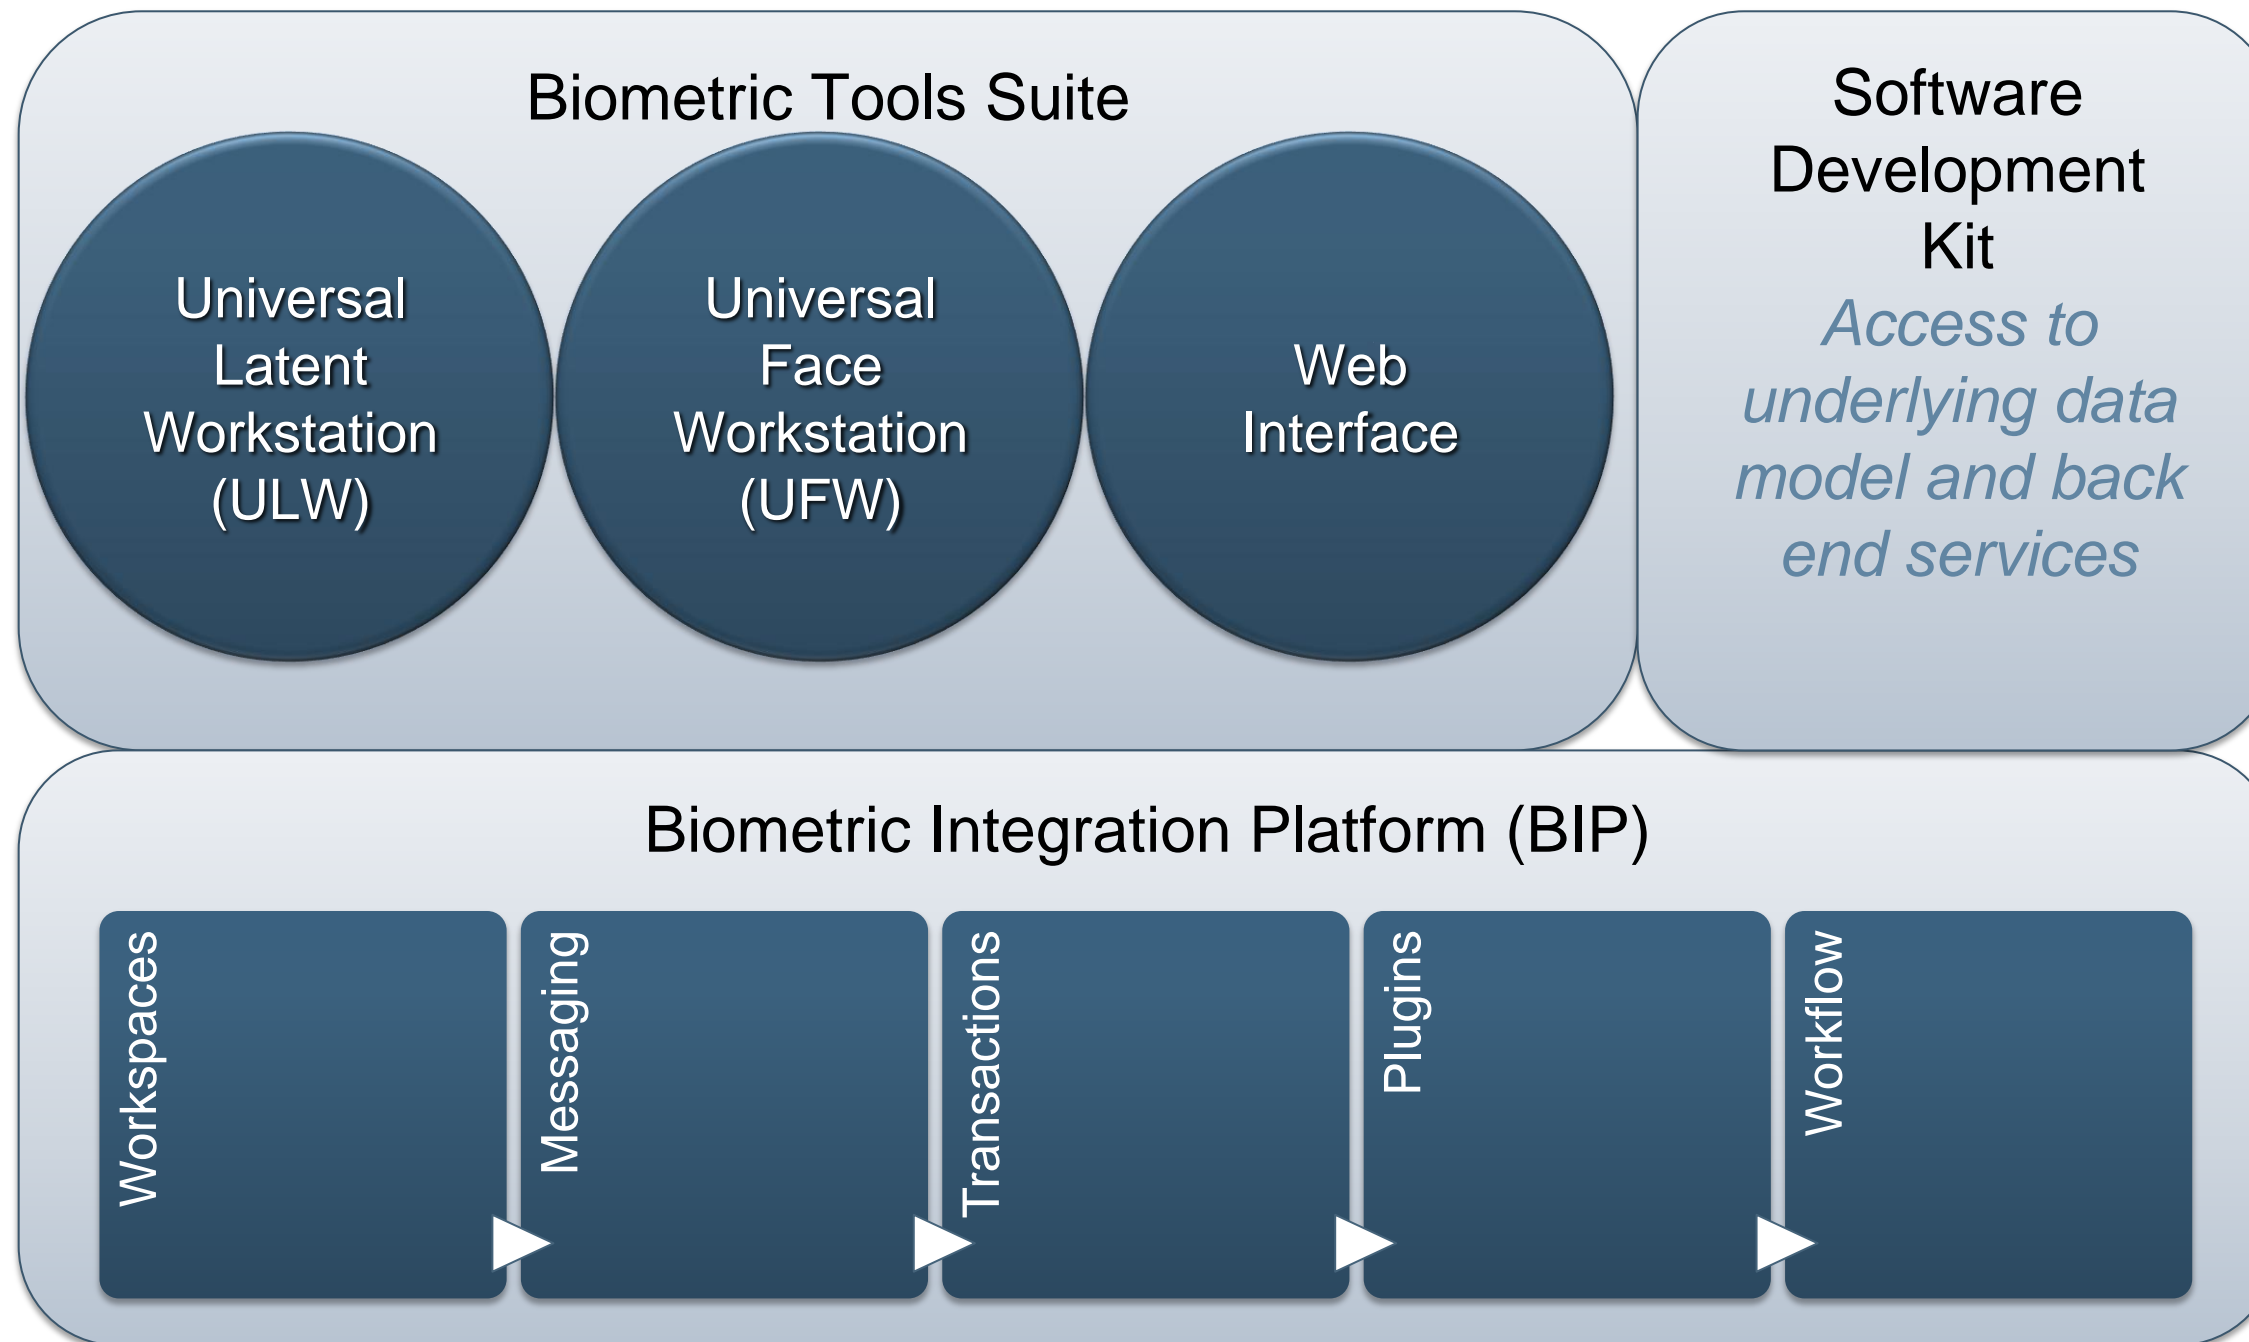 Biometric Tools Suite
Universal
Latent
Workstation
(ULW)
Universal
Face
Workstation
(UFW)
Web
Interface
Software
Development
Kit
Access to
underlying data
model and back
end services
Biometric Integration Platform (BIP)
Workspaces
Messaging
Transactions
Plugins
Workflow